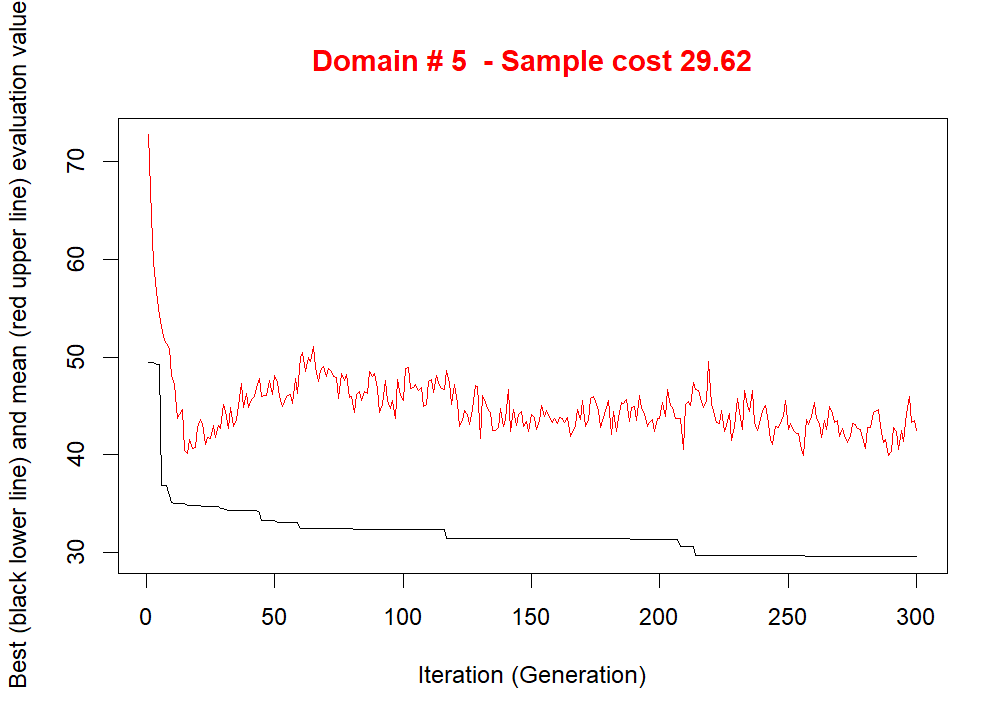 Domain # 5  - Sample cost 29.62
Best (black lower line) and mean (red upper line) evaluation value
70
60
50
40
30
0 50 100 150 200 250 300
Iteration (Generation)